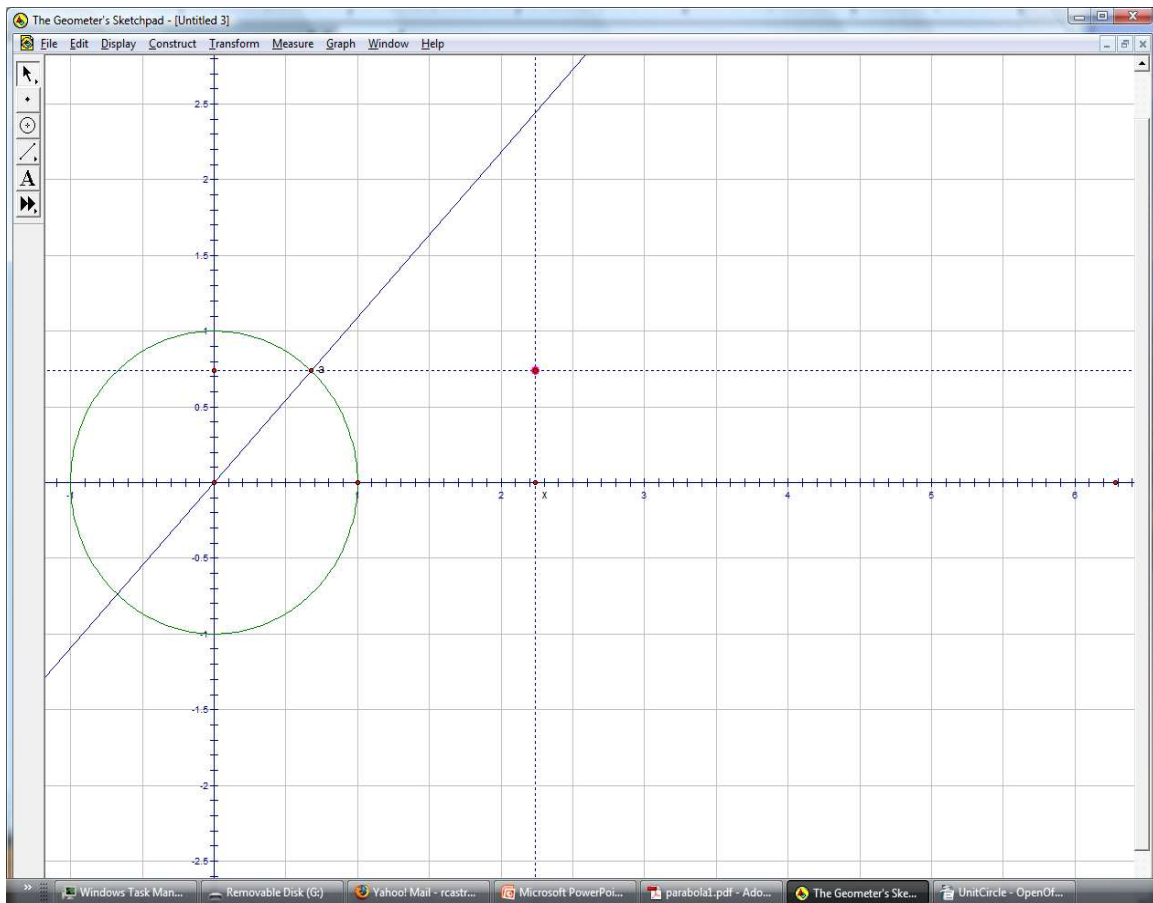 The Geometer's Sketchpad - [Untitled 3]
File Edit Display Construct Transform Measure Graph Window Help
A
2.5
2
1.5
1
3
0.5
-1 1 2 X 3 4 5 6
-0.5
-1
-1.5
-2
-2.5
» Windows Task Man... Removable Disk (G:) Yahoo! Mail - rcastr... Microsoft PowerPoi... parabola1.pdf - Ado... The Geometer's Ske... UnitCircle - OpenOf...